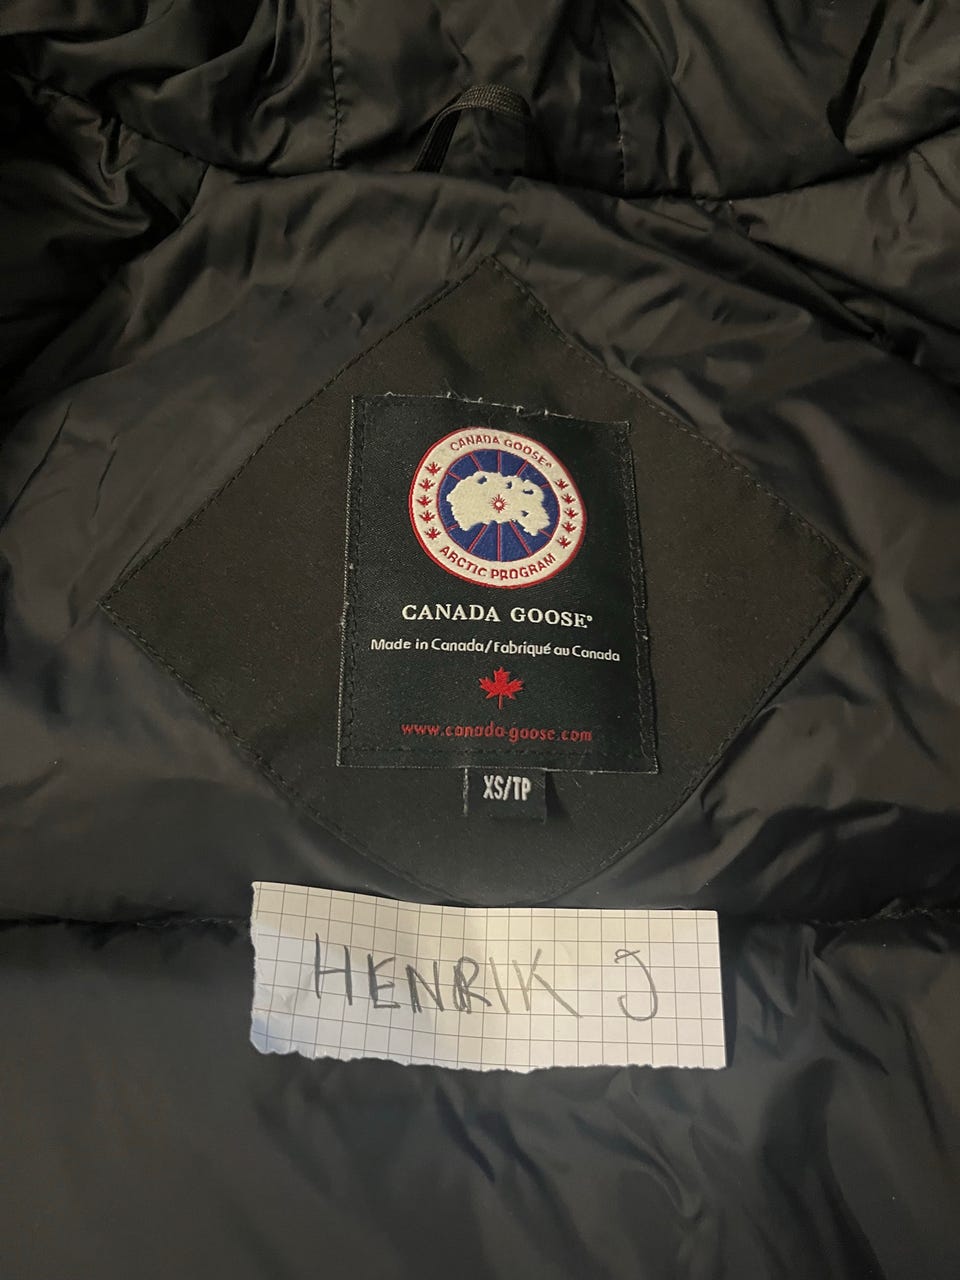 CANADA GOOSE®
ARCTIC PROGRAM
CANADA GOOSE®
Made in Canada/Fabriqué au Canada
www.canada-goose.com
XS/TP
HENRIK J